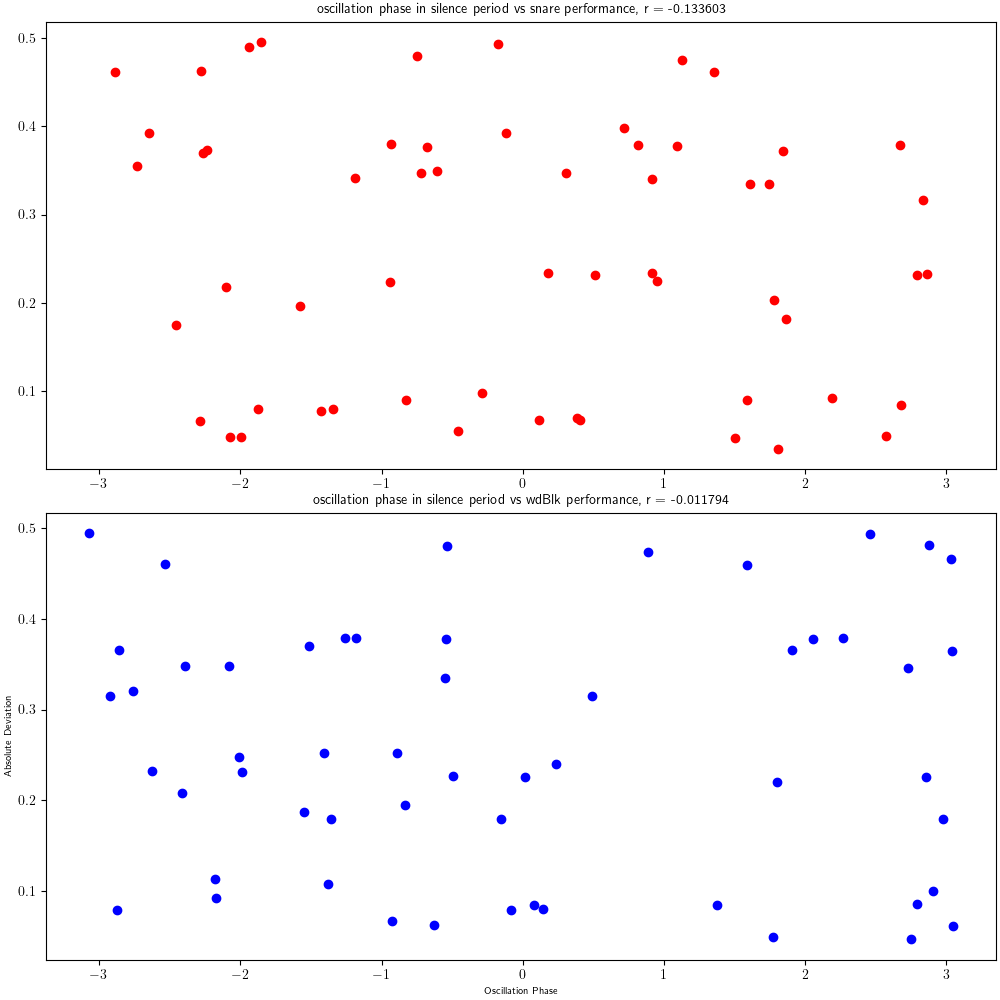 oscillation phase in silence period vs snare performance, r = -0.133603
0.5
0.4
0.3
0.2
0.1
−3 −2 −1 0 1 2 3
oscillation phase in silence period vs wdBlk performance, r = -0.011794
0.5
0.4
0.3
0.2
0.1
Absolute Deviation
−3 −2 −1 0 1 2 3
Oscillation Phase